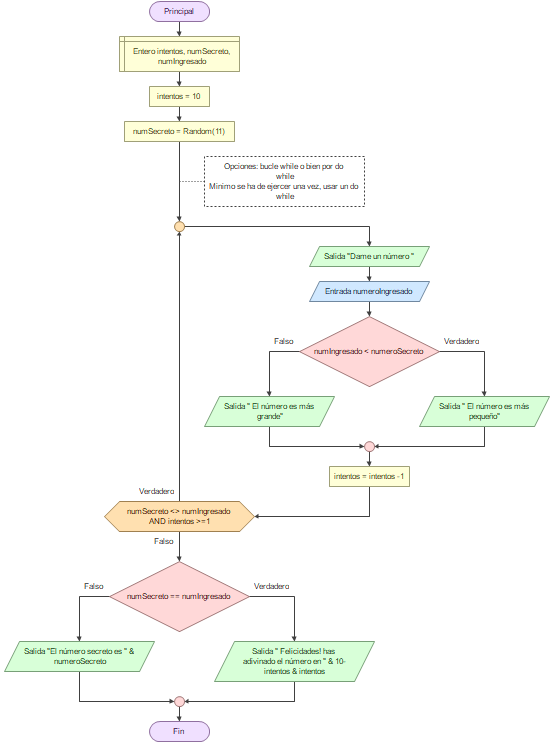 Principal
Entero intentos, numSecreto,
numIngresado
intentos = 10
numSecreto = Random(11)
Opciones: bucle while o bien por do
while
Minimo se ha de ejercer una vez, usar un do
while
Salida "Dame un número "
Entrada numeroIngresado
Falso
Verdadero
numIngresado < numeroSecreto
Salida " El número es más
grande"
Salida " El número es más
pequeño"
intentos = intentos -1
Verdadero
numSecreto <> numIngresado
AND intentos >=1
Falso
Falso
Verdadero
numSecreto == numIngresado
Salida "El número secreto es " &
numeroSecreto
Salida " Felicidades! has
adivinado el número en " & 10-
intentos & intentos
Fin